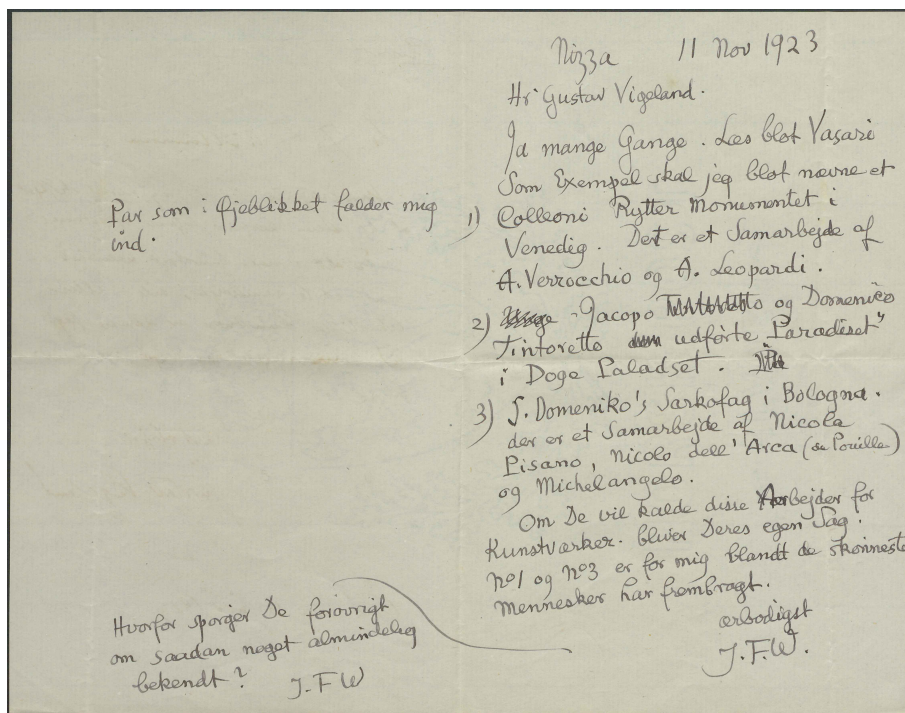 Nizza 11 Nov 1923
Hr Gustav Vigeland.
Ja mange Gange. Læs blot Vasari
Som Exempel skal jeg blot nævne et
Par som i Øjeblikket falder mig
ind.
1) Colleoni Rytter Monumentet i
Venedig. Det er et Samarbejde af
A. Verrocchio og A. Leopardi.
2) Jacopo og Domenico
Tintoretto udførte Paradiset"
i Doge Paladset.
3) S. Domeniko's Sarkofag i Bologna.
der er et Samarbejde af Nicola
Pisano, Nicolo dell'Arca (de Pouille)
og Michelangelo.
Om De vil kalde disse Arbejder for
Kunstværker. bliver Deres egen Sag.
No1 og No3 er for mig blandt de skønneste
Mennesker har frembragt.
ærbødigst
J.F.W.
Hvorfor spørger De forøvrigt
om saadan noget almindelig
bekendt? J.FW